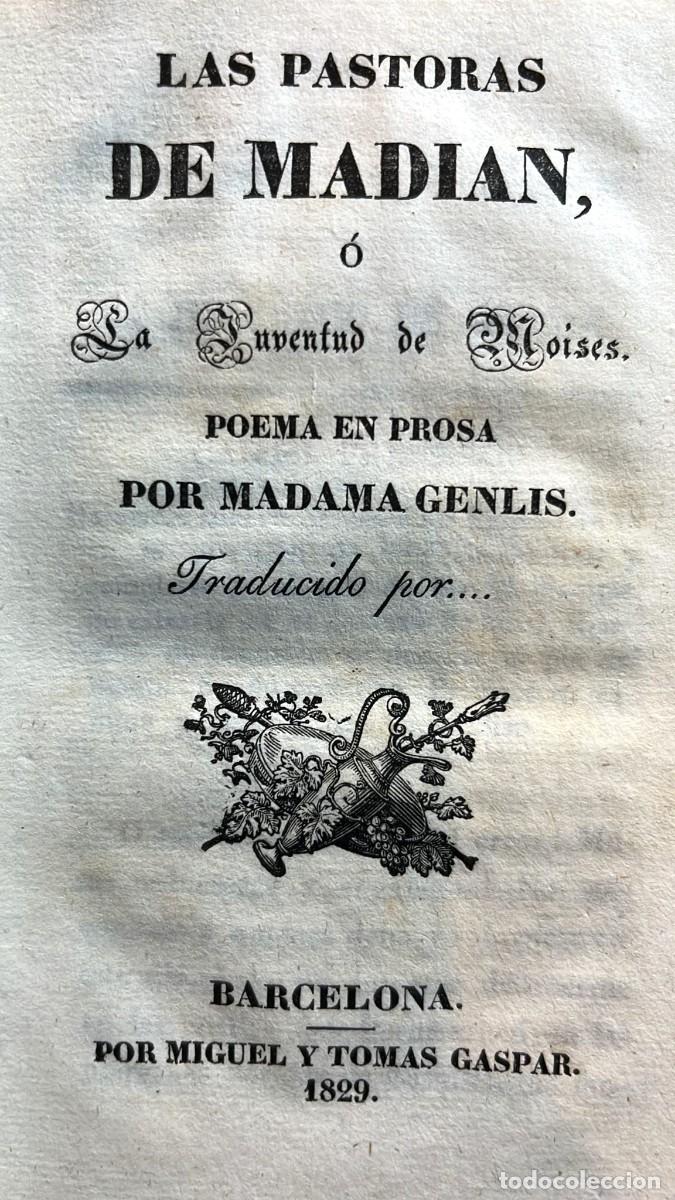 LAS PASTORAS
DE MADIAN,
ó
La Juventud de Moises.
POEMA EN PROSA
POR MADAMA GENLIS.
Traducido por....
BARCELONA.
POR MIGUEL Y TOMAS GASPAR.
1829.
todocoleccion